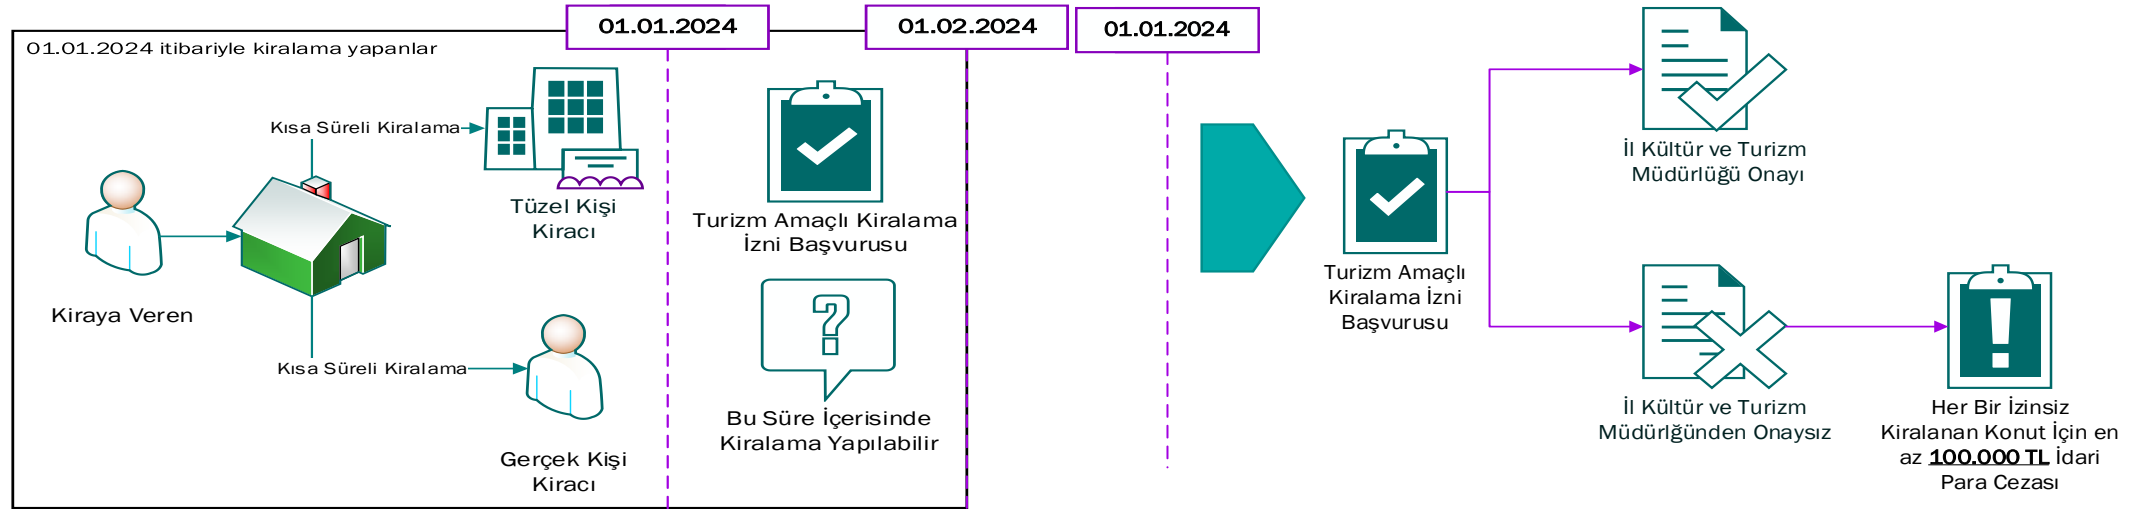 01.01.2024
01.02.2024
01.01.2024
01.01.2024 itibariyle kiralama yapanlar
Kısa Süreli Kiralama
Tüzel Kişi
Kiracı
Kiraya Veren
Kısa Süreli Kiralama
Gerçek Kişi
Kiracı
Turizm Amaçlı Kiralama
İzni Başvurusu
?
Bu Süre İçerisinde
Kiralama Yapılabilir
Turizm Amaçlı
Kiralama İzni
Başvurusu
İl Kültür ve Turizm
Müdürlüğü Onayı
İl Kültür ve Turizm
Müdürlğünden Onaysız
!
Her Bir İzinsiz
Kiralanan Konut İçin en
az 100.000 TL İdari
Para Cezası